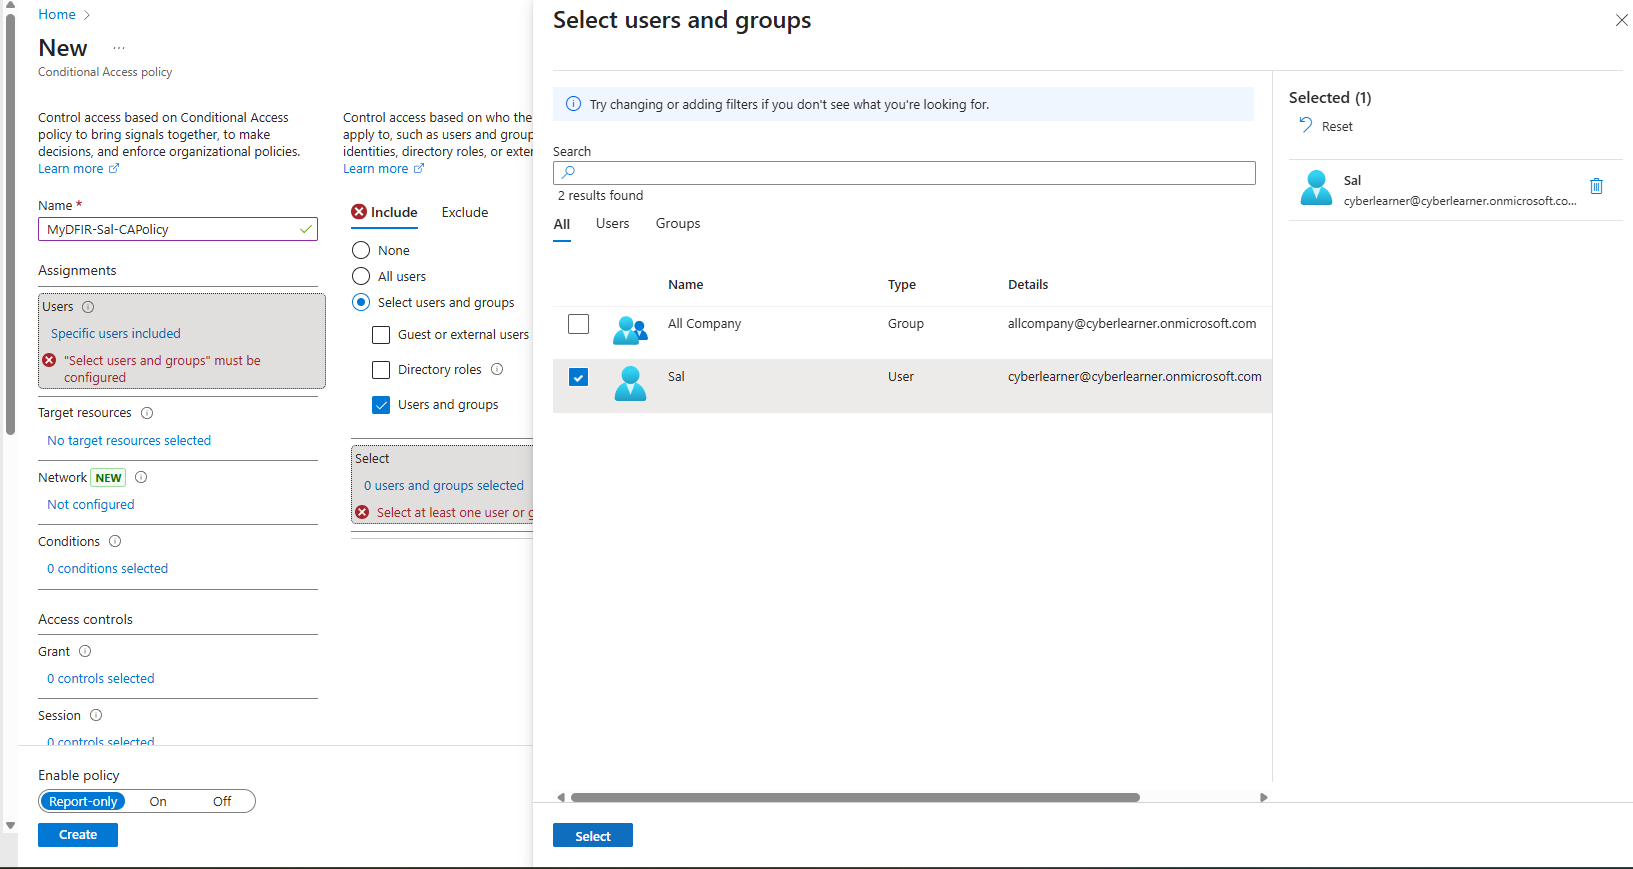 Home
New ...
Conditional Access policy
Control access based on Conditional Access
policy to bring signals together, to make
decisions, and enforce organizational policies.
Learn more
Name *
MyDFIR-Sal-CAPolicy
Assignments
Users
Specific users included
"Select users and groups" must be
configured
Target resources
No target resources selected
Network NEW
Not configured
Conditions
0 conditions selected
Access controls
Grant
0 controls selected
Session
0 controls selected
Enable policy
Report-only On Off
Create
Control access based on who the
apply to, such as users and group
identities, directory roles, or exter
Learn more
Include Exclude
None
All users
Select users and groups
Guest or external users
Directory roles
Users and groups
Select
0 users and groups selected
Select at least one user or g
Select users and groups
Try changing or adding filters if you don't see what you're looking for.
Search
2 results found
All Users Groups
Name Type Details
All Company Group allcompany@cyberlearner.onmicrosoft.com
Sal User cyberlearner@cyberlearner.onmicrosoft.com
Select
Selected (1)
Reset
Sal
cyberlearner@cyberlearner.onmicrosoft.co...